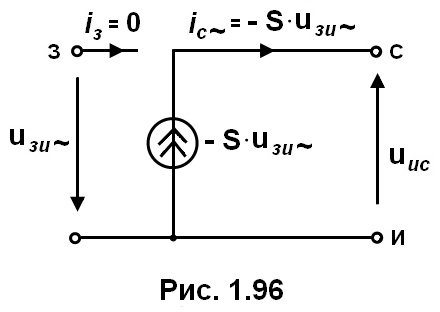 iз = 0
iс~ = - S·uзи~
З
С
uзи~
- S·uзи~
uис
И
Рис. 1.96